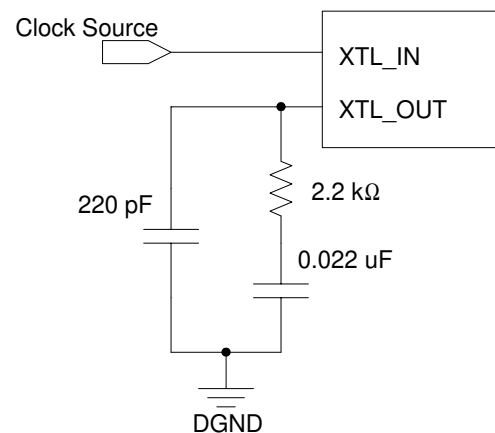 Clock Source
XTL_IN
XTL_OUT
220 pF
2.2 kΩ
0.022 uF
DGND